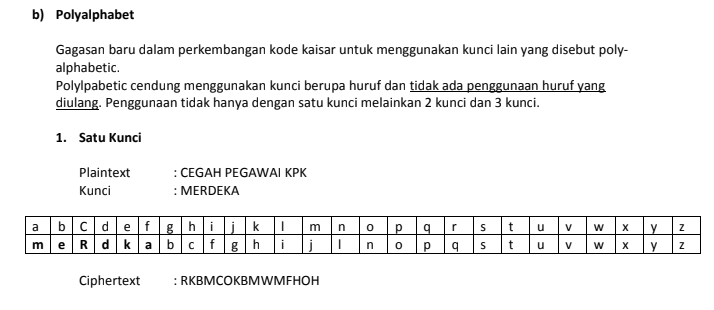 b) Polyalphabet
Gagasan baru dalam perkembangan kode kaisar untuk menggunakan kunci lain yang disebut poly-
alphabetic.
Polylpabetic cendung menggunakan kunci berupa huruf dan tidak ada penggunaan huruf yang
diulang. Penggunaan tidak hanya dengan satu kunci melainkan 2 kunci dan 3 kunci.
1. Satu Kunci
Plaintext : CEGAH PEGAWAI KPK
Kunci : MERDEKA
a b C d e f g h i j k l m n o p q r s t u v w x y z
m e R d k a b c f g h i j l n o p q s t u v w x y z
Ciphertext : RKBMCOKBMWMFHOH